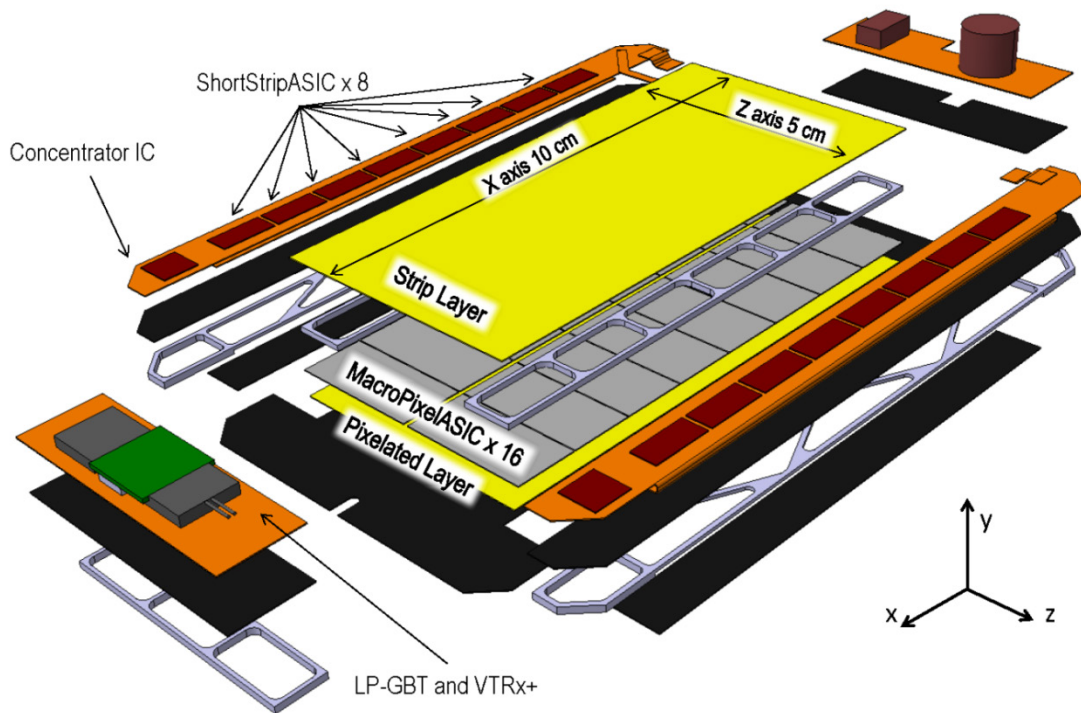 ShortStripASIC x 8
Concentrator IC
Z axis 5 cm
X axis 10 cm
Strip Layer
MacroPixelASIC x 16
Pixelated Layer
y
x
z
LP-GBT and VTRx+